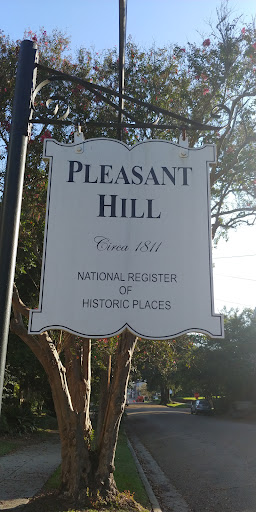 PLEASANT
HILL
Circa 1811
NATIONAL REGISTER
OF
HISTORIC PLACES